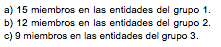 a) 15 miembros en las entidades del grupo 1.
b) 12 miembros en las entidades del grupo 2.
c) 9 miembros en las entidades del grupo 3.